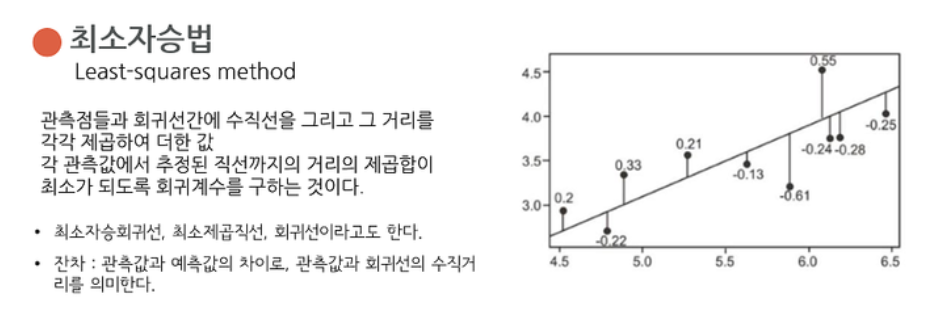 최소자승법
Least-squares method
관측점들과 회귀선간에 수직선을 그리고 그 거리를
각각 제곱하여 더한 값
각 관측값에서 추정된 직선까지의 거리의 제곱합이
최소가 되도록 회귀계수를 구하는 것이다.
• 최소자승회귀선, 최소제곱직선, 회귀선이라고도 한다.
• 잔차 : 관측값과 예측값의 차이로, 관측값과 회귀선의 수직거
리를 의미한다.
0.55
4.5
4.0
-0.25
-0.24
-0.28
0.21
3.5
0.33
-0.13
0.2
-0.61
3.0
-0.22
4.5 5.0 5.5 6.0 6.5